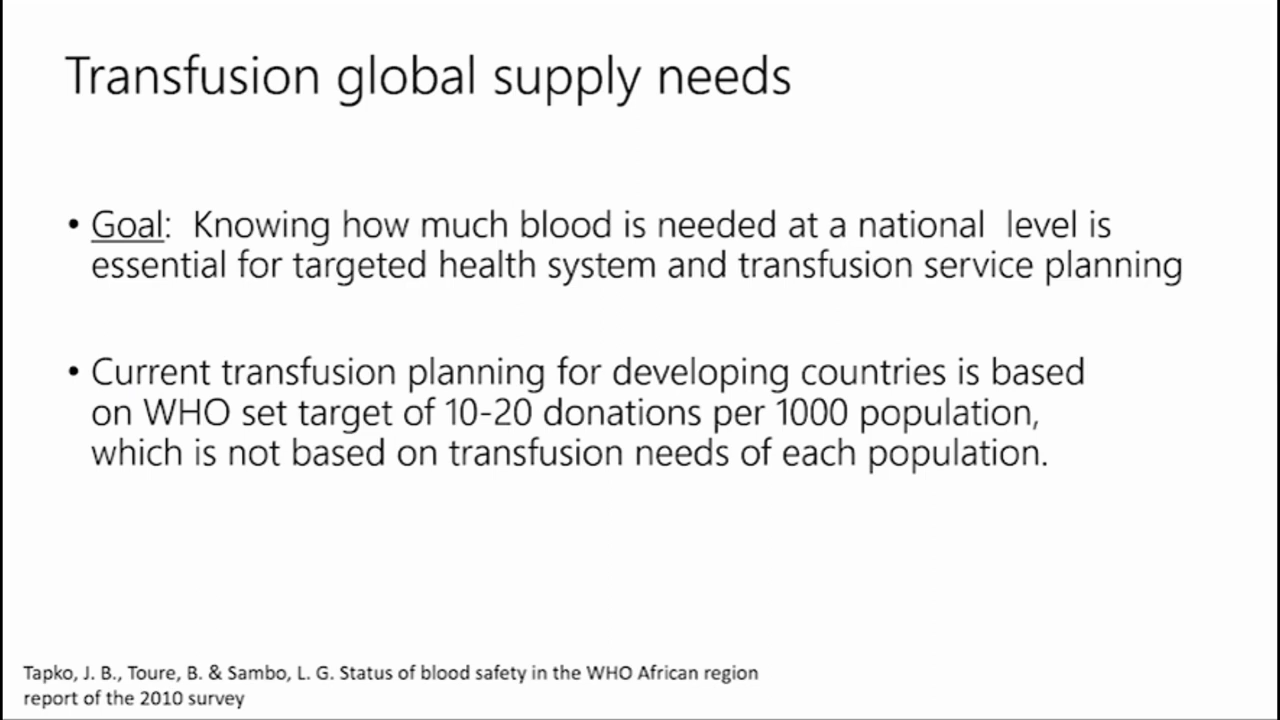 Transfusion global supply needs
• Goal:  Knowing how much blood is needed at a national  level is
essential for targeted health system and transfusion service planning
• Current transfusion planning for developing countries is based
on WHO set target of 10-20 donations per 1000 population,
which is not based on transfusion needs of each population.
Tapko, J. B., Toure, B. & Sambo, L. G. Status of blood safety in the WHO African region
report of the 2010 survey